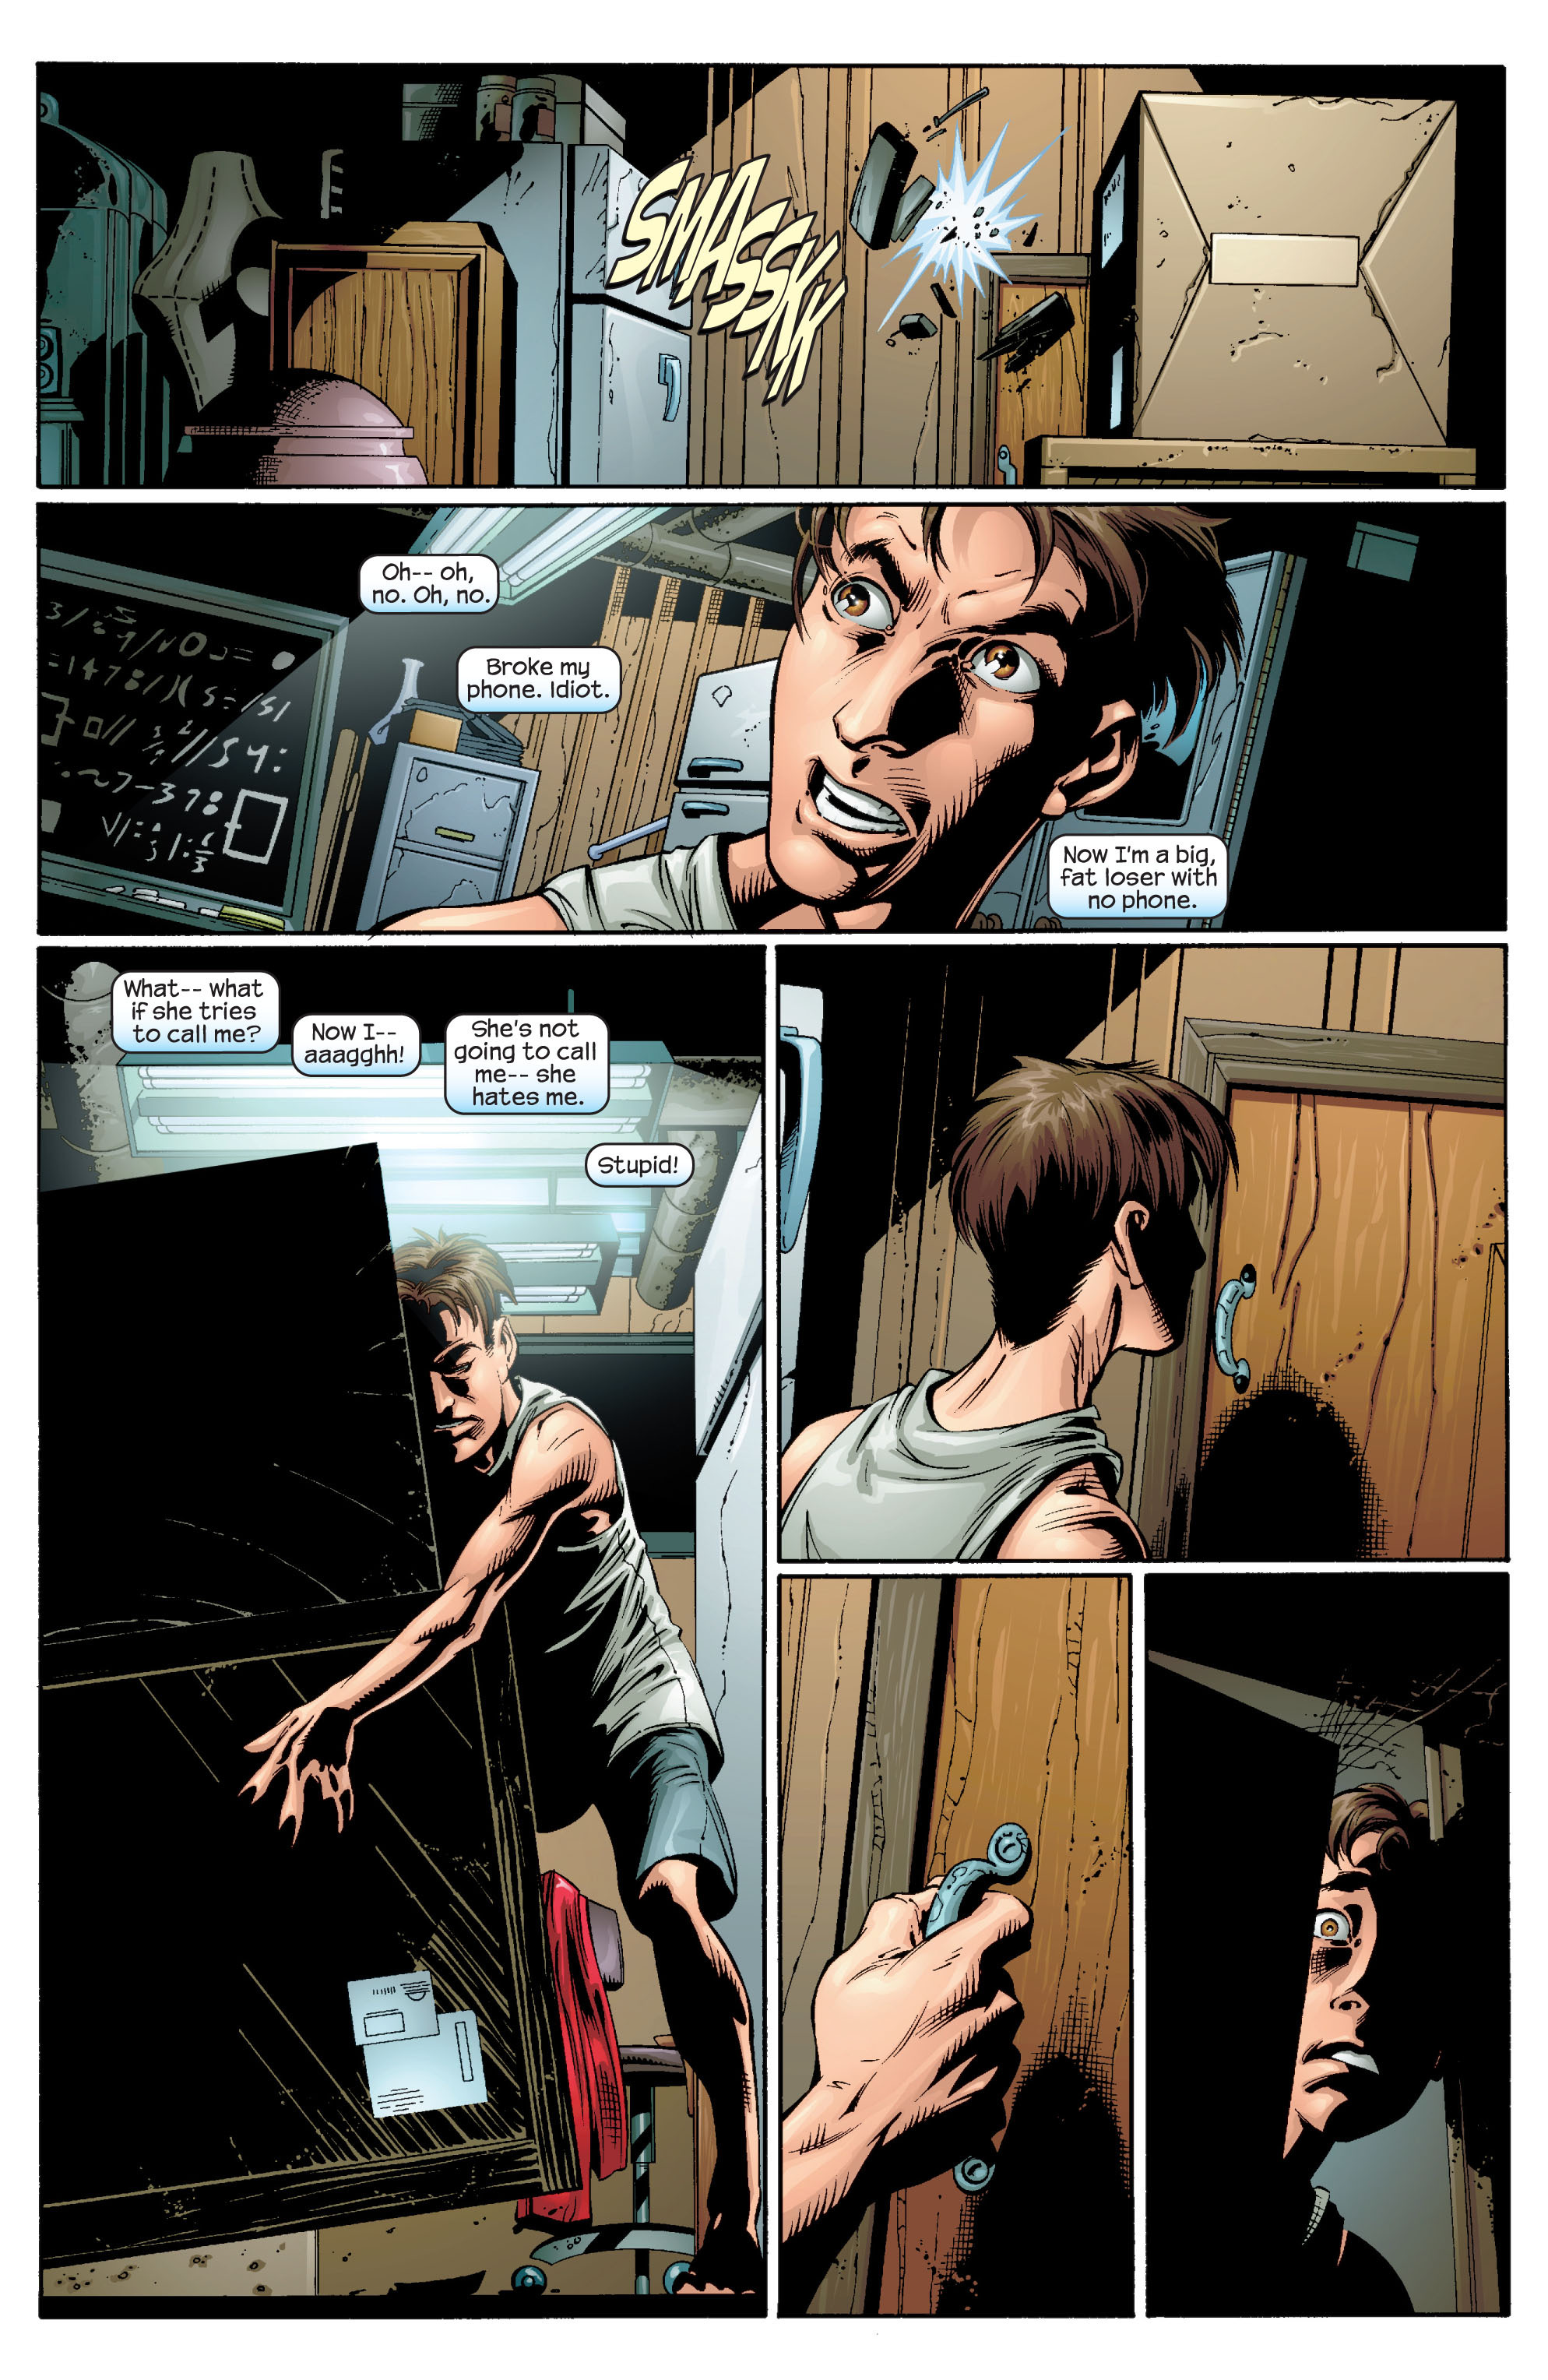 SMASSKK
Oh-- oh,
no. Oh, no.
Broke my
phone. Idiot.
Now I'm a big,
fat loser with
no phone.
What-- what
if she tries
to call me?
Now I--
aaagghh!
She's not
going to call
me-- she
hates me.
Stupid!